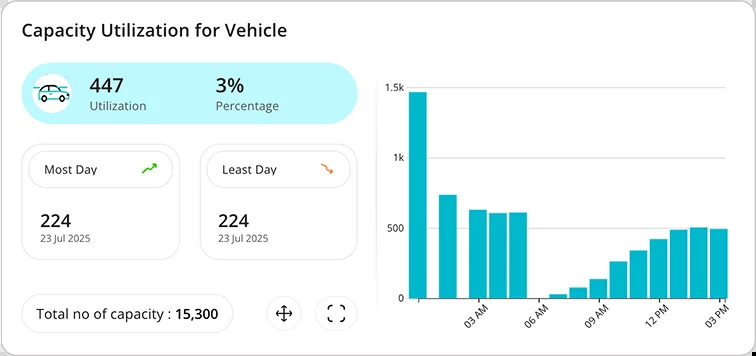 Capacity Utilization for Vehicle
447
Utilization
3%
Percentage
Most Day
224
23 Jul 2025
Least Day
224
23 Jul 2025
Total no of capacity : 15,300
1.5k
1k
500
0
03 AM
06 AM
09 AM
12 PM
03 PM